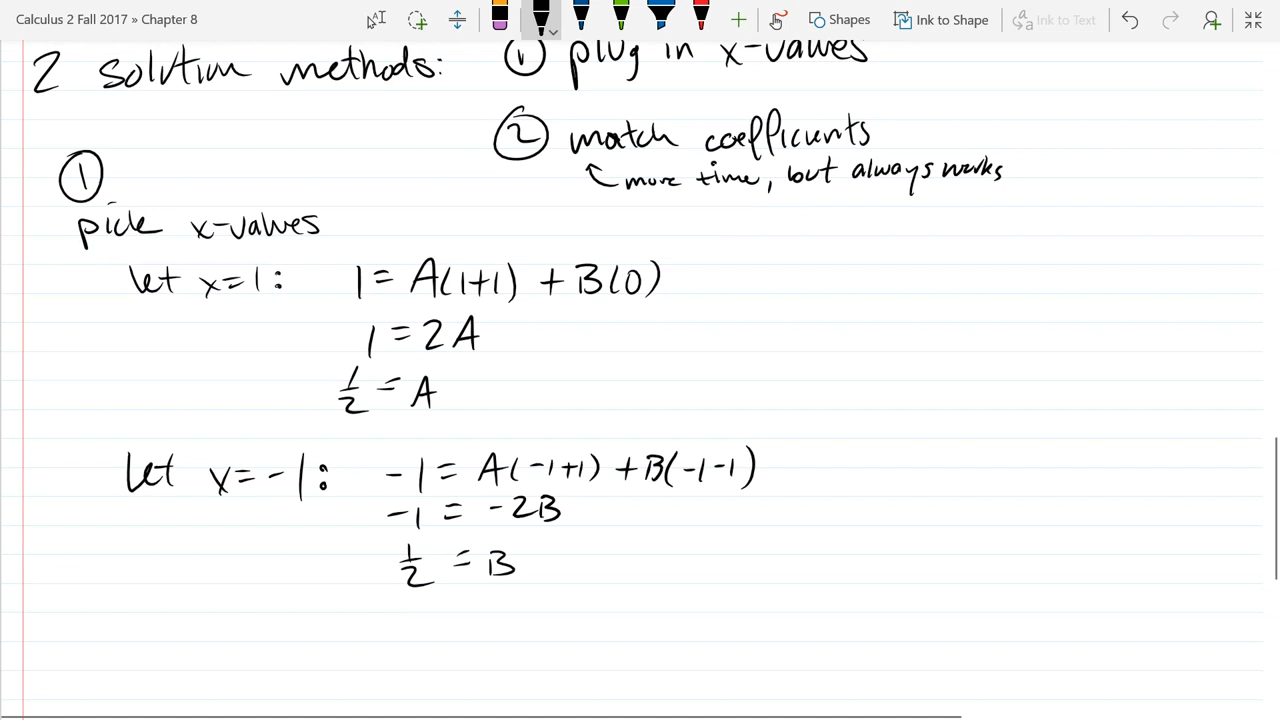 Calculus 2 Fall 2017 » Chapter 8
Shapes
Ink to Shape
Ink to Text
2 solution methods: ① plug in x-values
② match coefficients
more time, but always works
①
pick x-values
let x=1: 1 = A(1+1) + B(0)
1 = 2A
1/2 = A
Let x=-1: -1 = A(-1+1) + B(-1-1)
-1 = -2B
1/2 = B